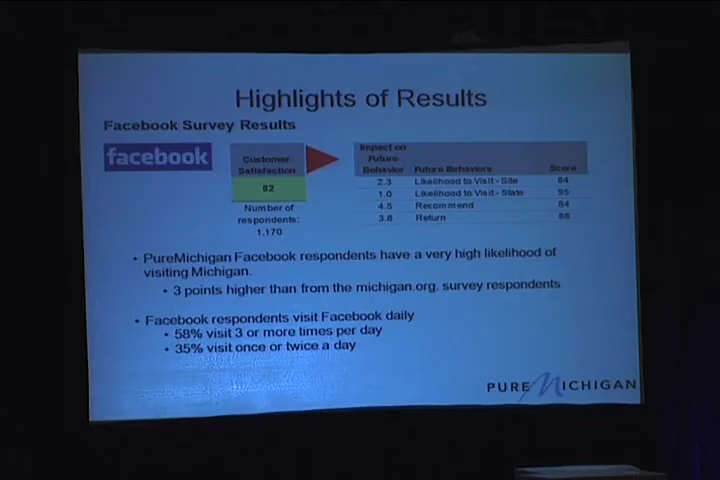 Highlights of Results
Facebook Survey Results
facebook
Customer
Satisfaction
82
Number of
respondents:
1,170
Impact on
Future
Behavior Future Behaviors Score
2.3 Likelihood to Visit - Site 84
1.0 Likelihood to Visit - State 95
4.5 Recommend 84
3.8 Return 88
• PureMichigan Facebook respondents have a very high likelihood of
visiting Michigan.
• 3 points higher than from the michigan.org. survey respondents
• Facebook respondents visit Facebook daily
• 58% visit 3 or more times per day
• 35% visit once or twice a day
PURE MICHIGAN